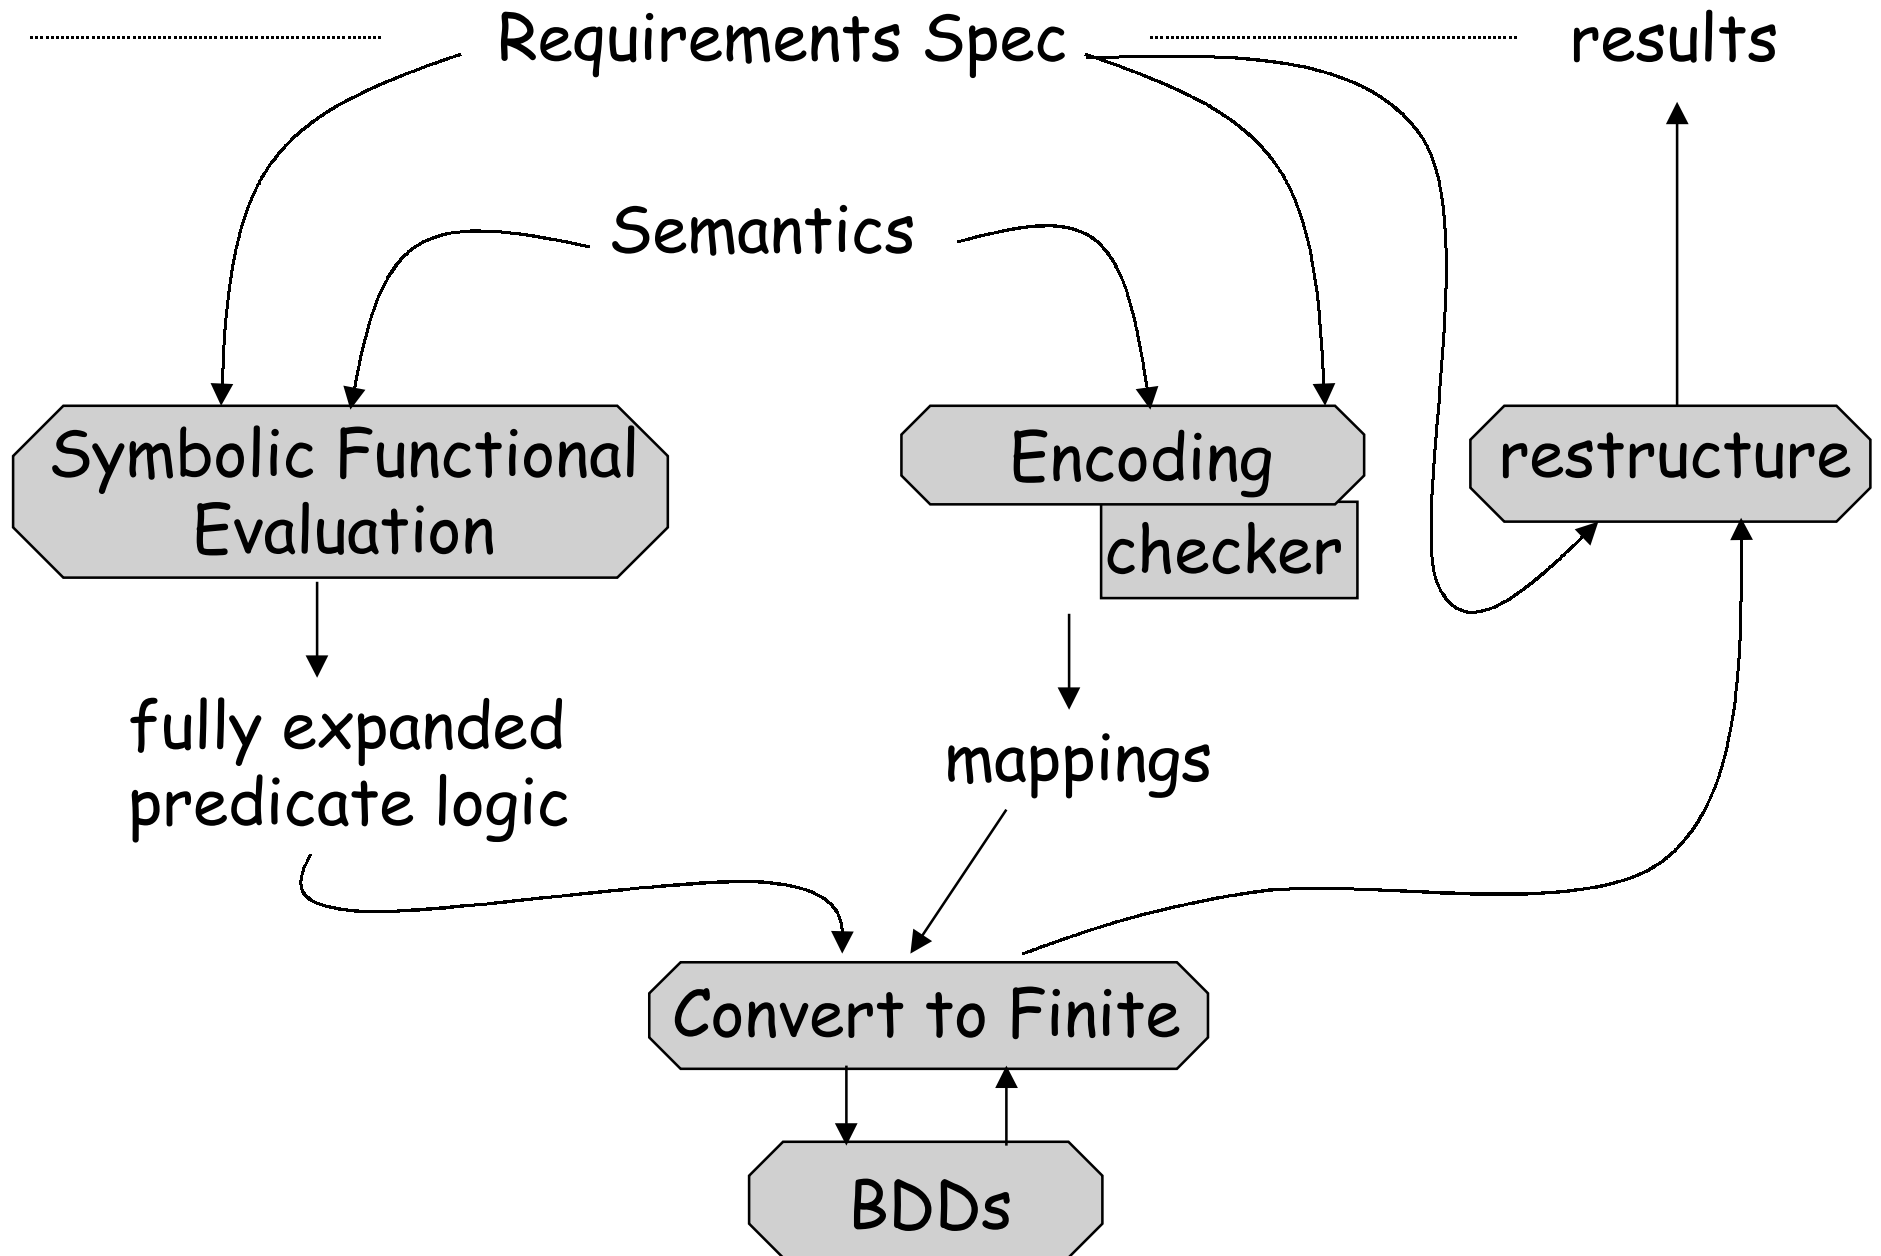 Requirements Spec
results
Semantics
Symbolic Functional
Evaluation
Encoding
restructure
checker
fully expanded
predicate logic
mappings
Convert to Finite
BDDs